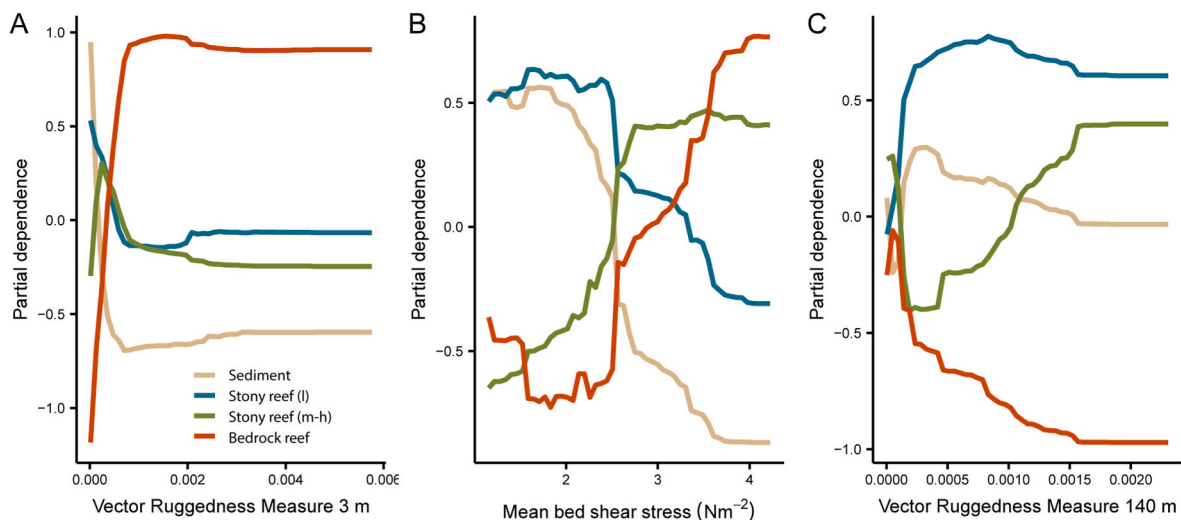 A
B
C
Partial dependence
1.0
0.5
0.0
−0.5
−1.0
Sediment
Stony reef (l)
Stony reef (m-h)
Bedrock reef
0.000 0.002 0.004 0.006
Vector Ruggedness Measure 3 m
Partial dependence
0.5
0.0
−0.5
2 3 4
Mean bed shear stress (Nm⁻²)
Partial dependence
0.5
0.0
−0.5
−1.0
0.0000 0.0005 0.0010 0.0020
Vector Ruggedness Measure 140 m